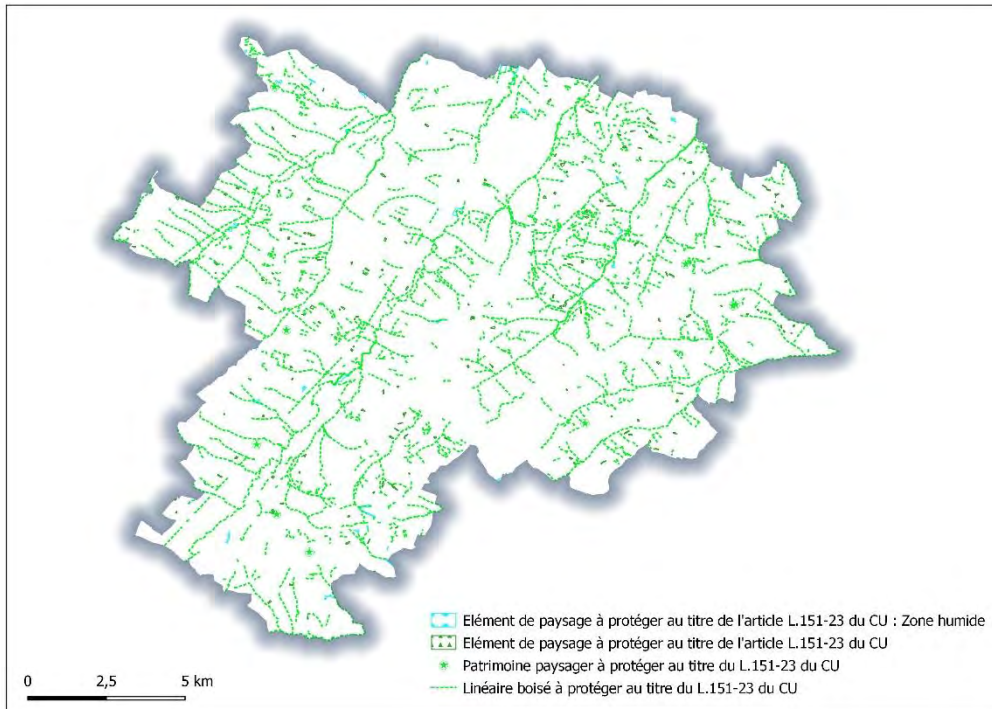 Elément de paysage à protéger au titre de l'article L.151-23 du CU : Zone humide
Elément de paysage à protéger au titre de l'article L.151-23 du CU
Patrimoine paysager à protéger au titre du L.151-23 du CU
Linéaire boisé à protéger au titre du L.151-23 du CU
0 2,5 5 km